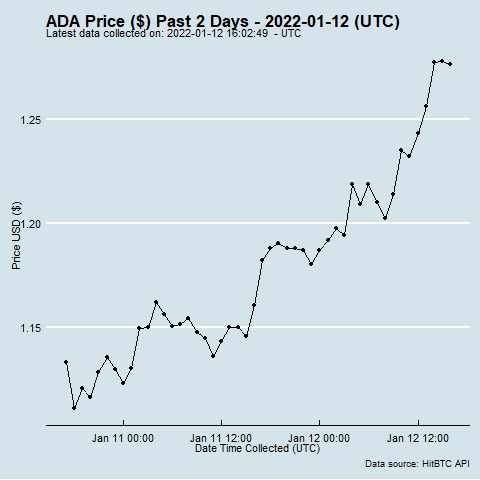 ADA Price ($) Past 2 Days - 2022-01-12 (UTC)
Latest data collected on: 2022-01-12 16:02:49 - UTC
1.25
1.20
1.15
Price USD ($)
Jan 11 00:00 Jan 11 12:00 Jan 12 00:00 Jan 12 12:00
Date Time Collected (UTC)
Data source: HitBTC API